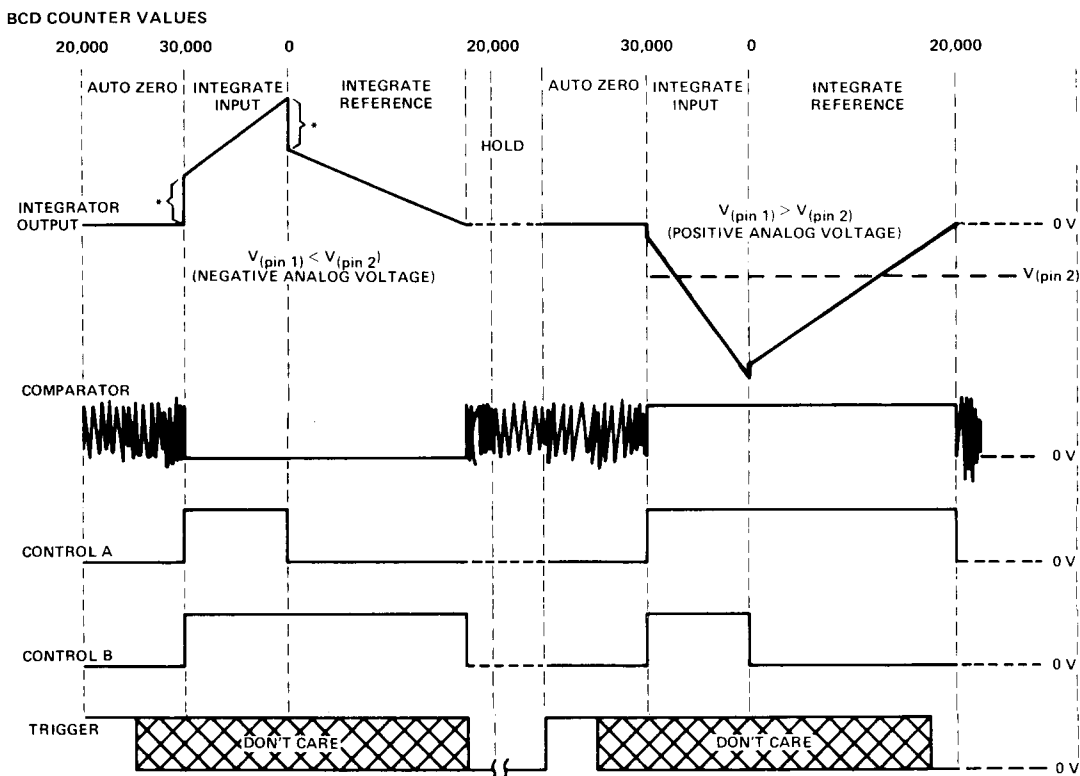 BCD COUNTER VALUES
20,000 30,000 0 20,000 30,000 0 20,000
AUTO ZERO INTEGRATE INPUT INTEGRATE REFERENCE HOLD AUTO ZERO INTEGRATE INPUT INTEGRATE REFERENCE
*
*
INTEGRATOR OUTPUT
0 V
V(pin 1) < V(pin 2)
(NEGATIVE ANALOG VOLTAGE)
V(pin 1) > V(pin 2)
(POSITIVE ANALOG VOLTAGE)
V(pin 2)
COMPARATOR
0 V
CONTROL A
0 V
CONTROL B
0 V
TRIGGER
DON'T CARE DON'T CARE
0 V